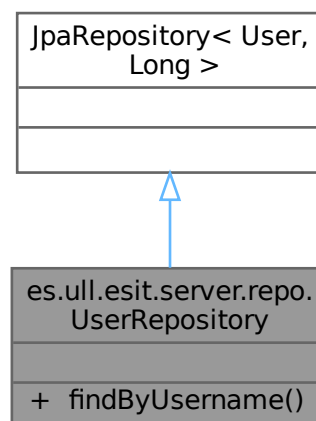 JpaRepository< User,
Long >
es.ull.esit.server.repo.
UserRepository
+ findByUsername()